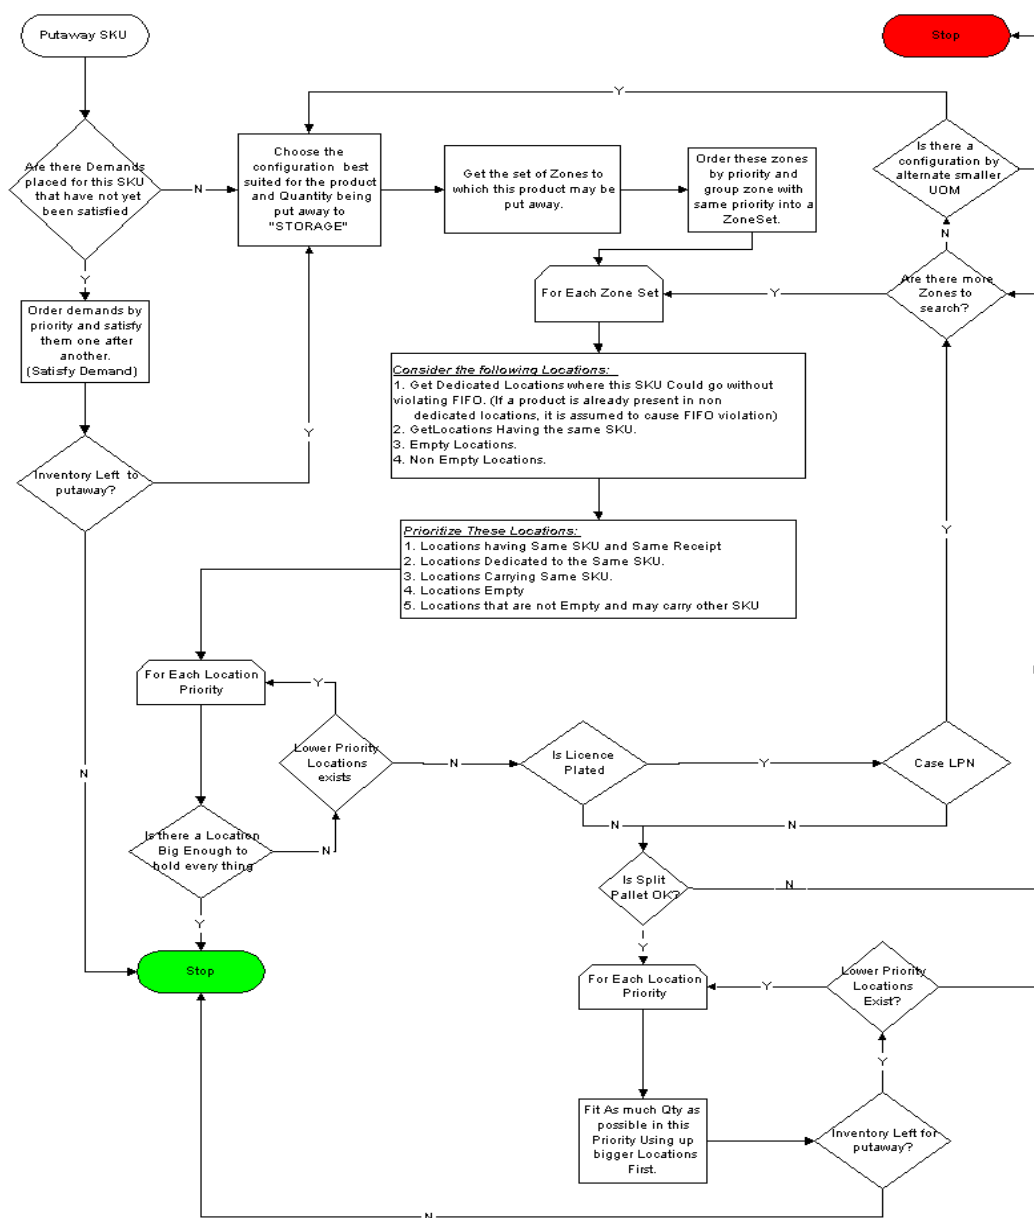 Putaway SKU
Stop
Y
Are there Demands
placed for this SKU
that have not yet
been satisfied
N
Choose the
configuration best
suited for the product
and Quantity being
put away to
"STORAGE"
Get the set of Zones to
which this product may be
put away.
Order these zones
by priority and
group zone with
same priority into a
ZoneSet.
Is there a
configuration by
alternate smaller
UOM
N
Y
Order demands by
priority and satisfy
them one after
another.
(Satisfy Demand)
For Each Zone Set
Y
Are there more
Zones to
search?
Consider the following Locations:
1. Get Dedicated Locations where this SKU Could go without
violating FIFO. (If a product is already present in non
dedicated locations, it is assumed to cause FIFO violation)
2. GetLocations Having the same SKU.
3. Empty Locations.
4. Non Empty Locations.
Y
Inventory Left to
putaway?
Y
Prioritize These Locations:
1. Locations having Same SKU and Same Receipt
2. Locations Dedicated to the Same SKU.
3. Locations Carrying Same SKU.
4. Locations Empty
5. Locations that are not Empty and may carry other SKU
For Each Location
Priority
Y
Lower Priority
Locations
exists
N
Is Licence
Plated
Y
Case LPN
N
Is there a Location
Big Enough to
hold every thing
N
N
N
Is Split
Pallet OK?
N
Y
Y
Stop
For Each Location
Priority
Y
Lower Priority
Locations
Exist?
Y
Fit As much Qty as
possible in this
Priority Using up
bigger Locations
First.
Inventory Left for
putaway?
N